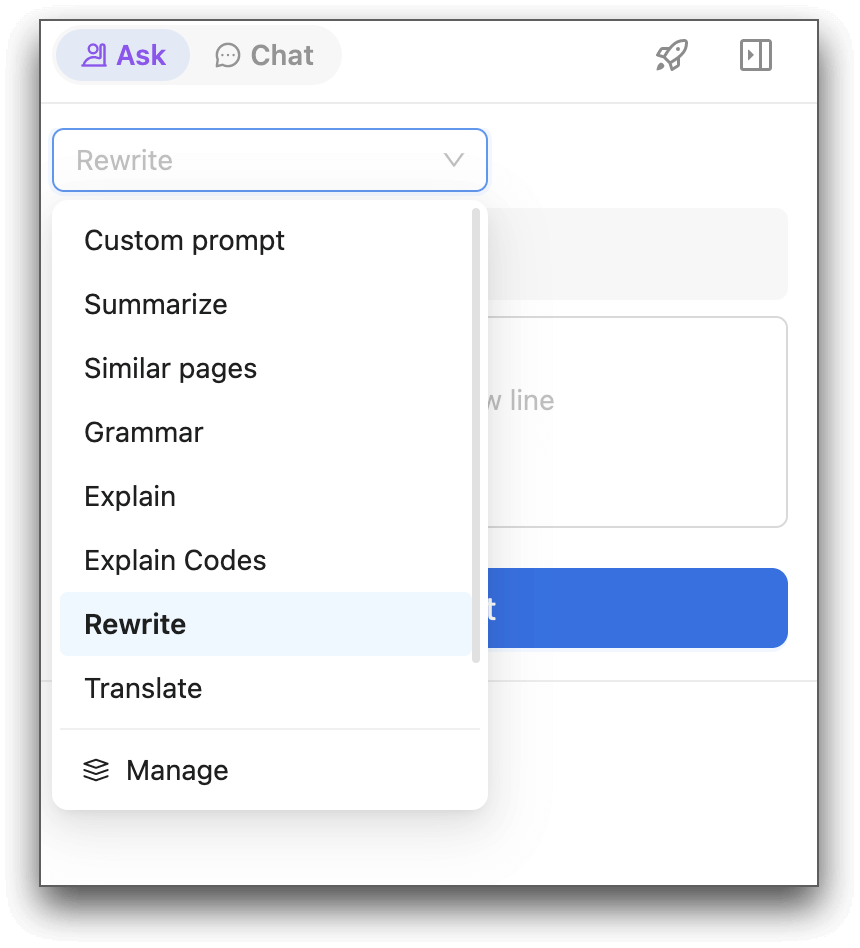 Ask Chat
Rewrite
Custom prompt
Summarize
Similar pages
Grammar
Explain
Explain Codes
Rewrite
Translate
Manage
line